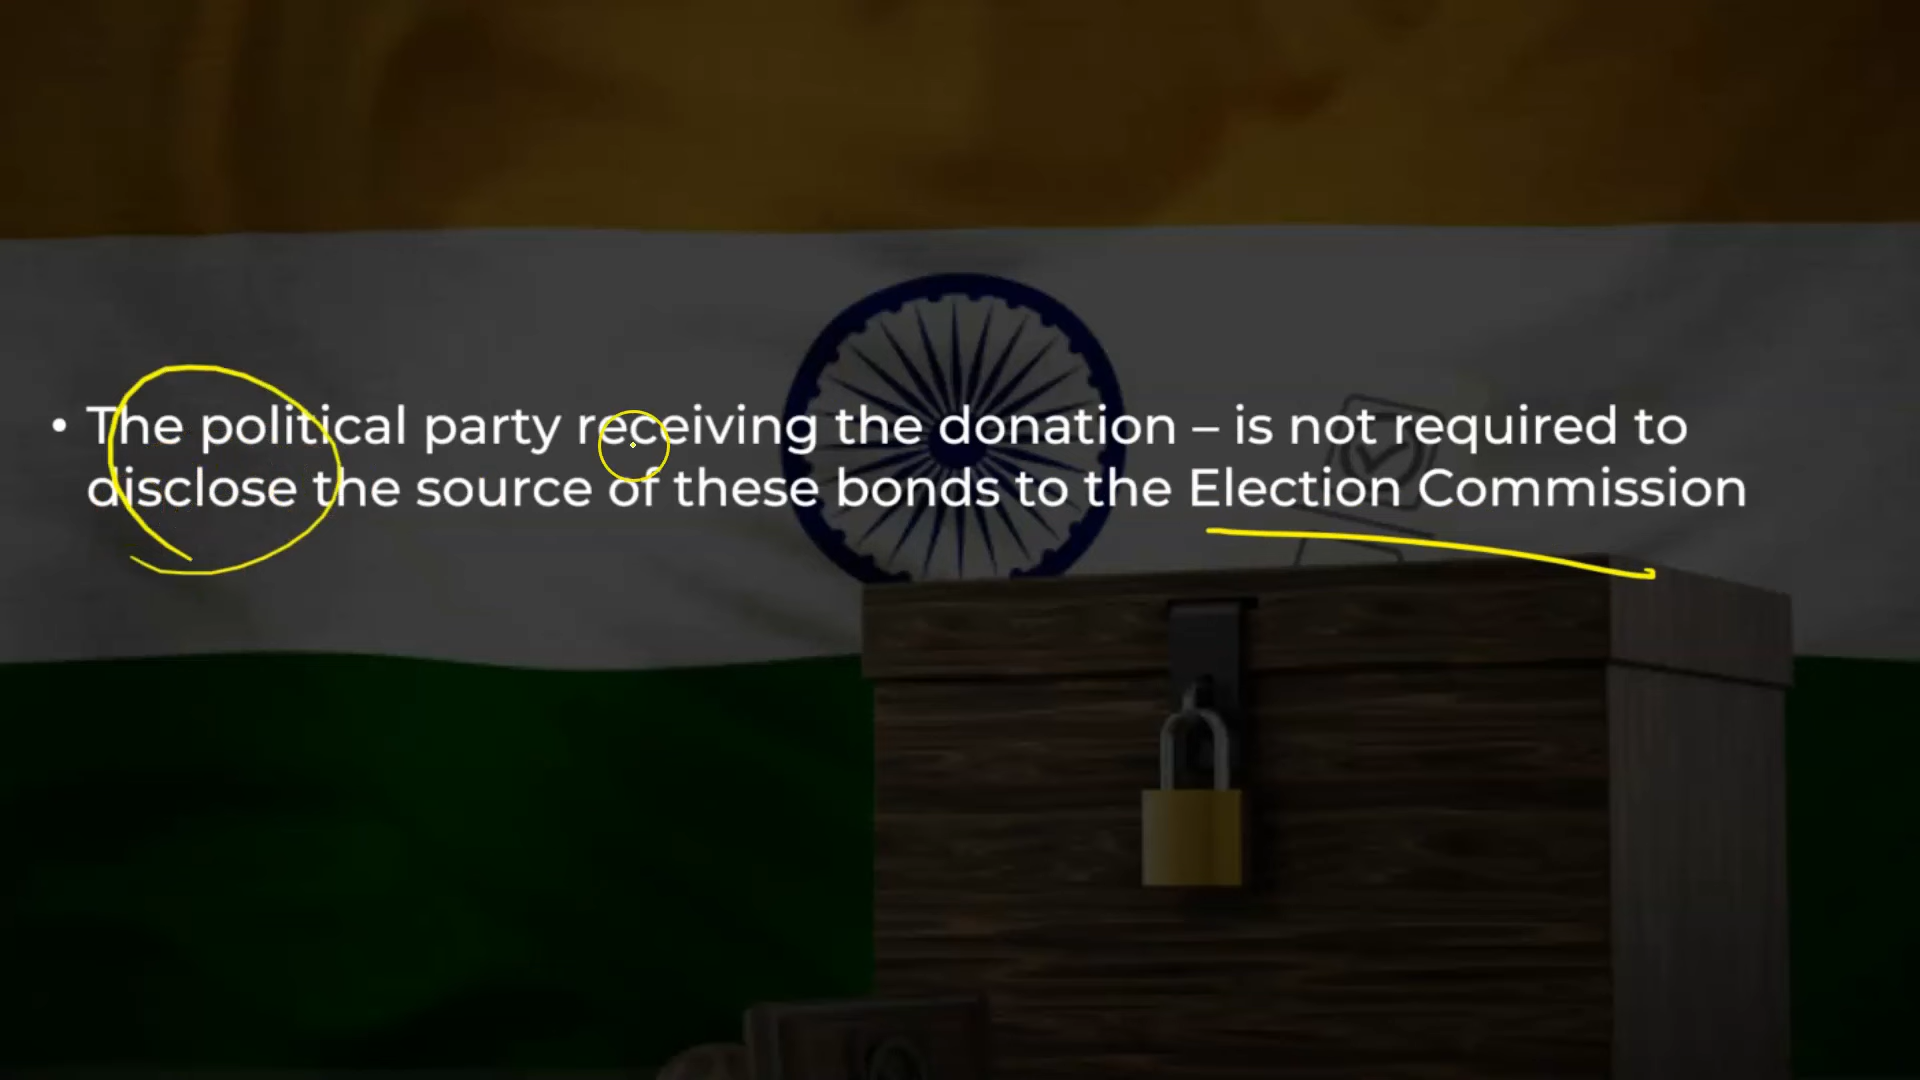 • The political party receiving the donation – is not required to
disclose the source of these bonds to the Election Commission